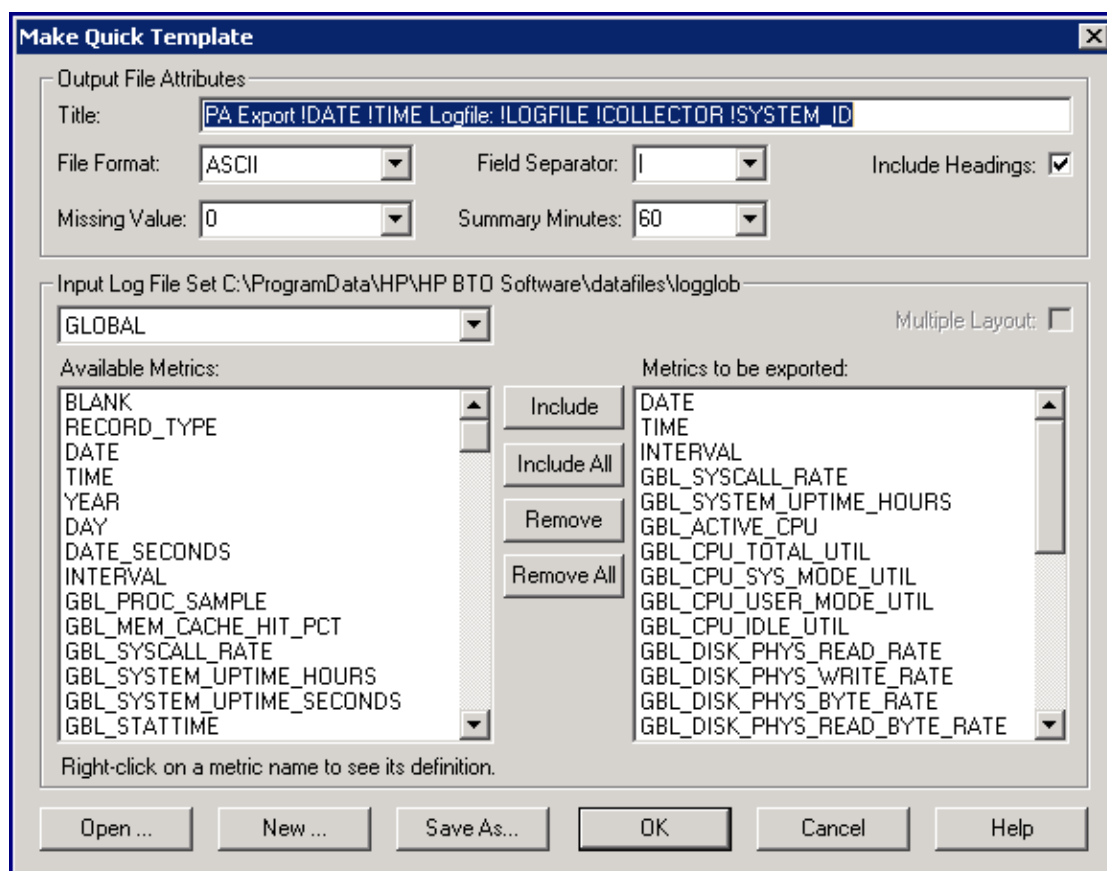 Make Quick Template
Output File Attributes
Title: PA Export !DATE !TIME Logfile: !LOGFILE !COLLECTOR !SYSTEM_ID
File Format: ASCII Field Separator: | Include Headings:
Missing Value: 0 Summary Minutes: 60
Input Log File Set C:\ProgramData\HP\HP BTO Software\datafiles\logglob
GLOBAL Multiple Layout:
Available Metrics:
BLANK
RECORD_TYPE
DATE
TIME
YEAR
DAY
DATE_SECONDS
INTERVAL
GBL_PROC_SAMPLE
GBL_MEM_CACHE_HIT_PCT
GBL_SYSCALL_RATE
GBL_SYSTEM_UPTIME_HOURS
GBL_SYSTEM_UPTIME_SECONDS
GBL_STATTIME
Include
Include All
Remove
Remove All
Metrics to be exported:
DATE
TIME
INTERVAL
GBL_SYSCALL_RATE
GBL_SYSTEM_UPTIME_HOURS
GBL_ACTIVE_CPU
GBL_CPU_TOTAL_UTIL
GBL_CPU_SYS_MODE_UTIL
GBL_CPU_USER_MODE_UTIL
GBL_CPU_IDLE_UTIL
GBL_DISK_PHYS_READ_RATE
GBL_DISK_PHYS_WRITE_RATE
GBL_DISK_PHYS_BYTE_RATE
GBL_DISK_PHYS_READ_BYTE_RATE
Right-click on a metric name to see its definition.
Open ... New ... Save As... OK Cancel Help